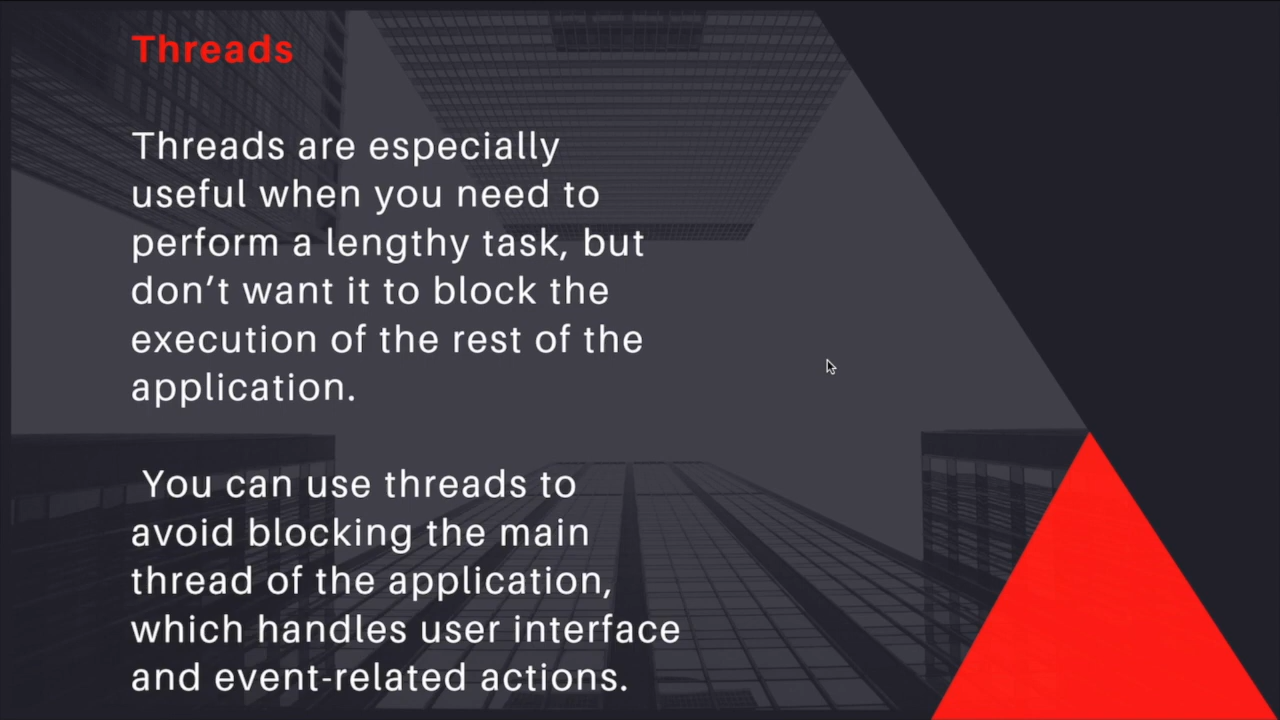 Threads
Threads are especially
useful when you need to
perform a lengthy task, but
don’t want it to block the
execution of the rest of the
application.
You can use threads to
avoid blocking the main
thread of the application,
which handles user interface
and event-related actions.